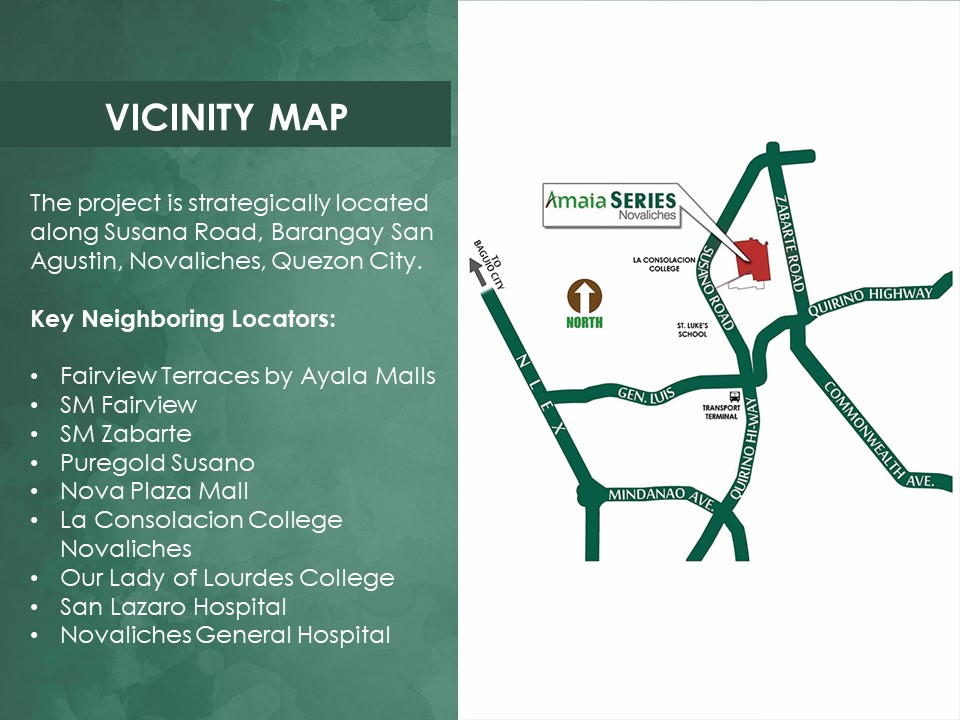 VICINITY MAP
The project is strategically located
along Susana Road, Barangay San
Agustin, Novaliches, Quezon City.
Key Neighboring Locators:
• Fairview Terraces by Ayala Malls
• SM Fairview
• SM Zabarte
• Puregold Susano
• Nova Plaza Mall
• La Consolacion College
Novaliches
• Our Lady of Lourdes College
• San Lazaro Hospital
• Novaliches General Hospital
Amaia SERIES
Novaliches
ZABARTE ROAD
LA CONSOLACION
COLLEGE
SUSANO ROAD
TO
BAGUIO CITY
QUIRINO HIGHWAY
NORTH
ST. LUKE'S
SCHOOL
NLEX
GEN. LUIS
TRANSPORT
TERMINAL
COMMONWEALTH AVE.
QUIRINO HI-WAY
MINDANAO AVE.